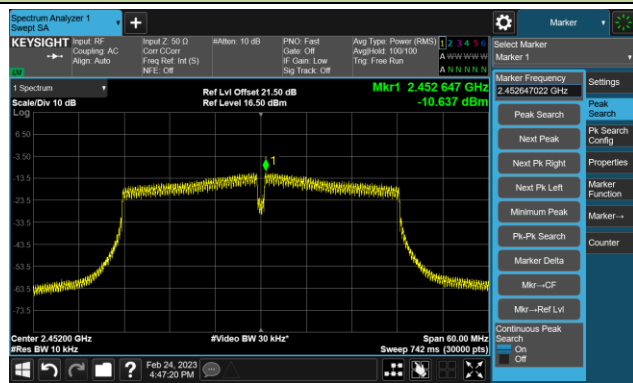 Spectrum Analyzer 1
Swept SA
+
Marker
KEYSIGHT
Input: RF
Coupling: AC
Align: Auto
Input Z: 50 Ω
Corr CCorr
Freq Ref: Int (S)
NFE: Off
#Atten: 10 dB
PNO: Fast
Gate: Off
IF Gain: Low
Sig Track: Off
Avg Type: Power (RMS)
Avg|Hold: 100/100
Trig: Free Run
1 2 3 4 5 6
A W W W W W
A N N N N N
LM
Select Marker
Marker 1
1 Spectrum
Scale/Div 10 dB
Log
Ref Lvl Offset 21.50 dB
Ref Level 16.50 dBm
Mkr1 2.452 647 GHz
-10.637 dBm
6.50
-3.50
-13.5
-23.5
-33.5
-43.5
-53.5
-63.5
-73.5
1
Center 2.45200 GHz
#Res BW 10 kHz
#Video BW 30 kHz*
Span 60.00 MHz
Sweep 742 ms (30000 pts)
Marker Frequency
2.452647022 GHz
Peak Search
Next Peak
Next Pk Right
Next Pk Left
Minimum Peak
Pk-Pk Search
Marker Delta
Mkr→CF
Mkr→Ref Lvl
Continuous Peak
Search
On
Off
Settings
Peak
Search
Pk Search
Config
Properties
Marker
Function
Marker→
Counter
?
Feb 24, 2023
4:47:20 PM